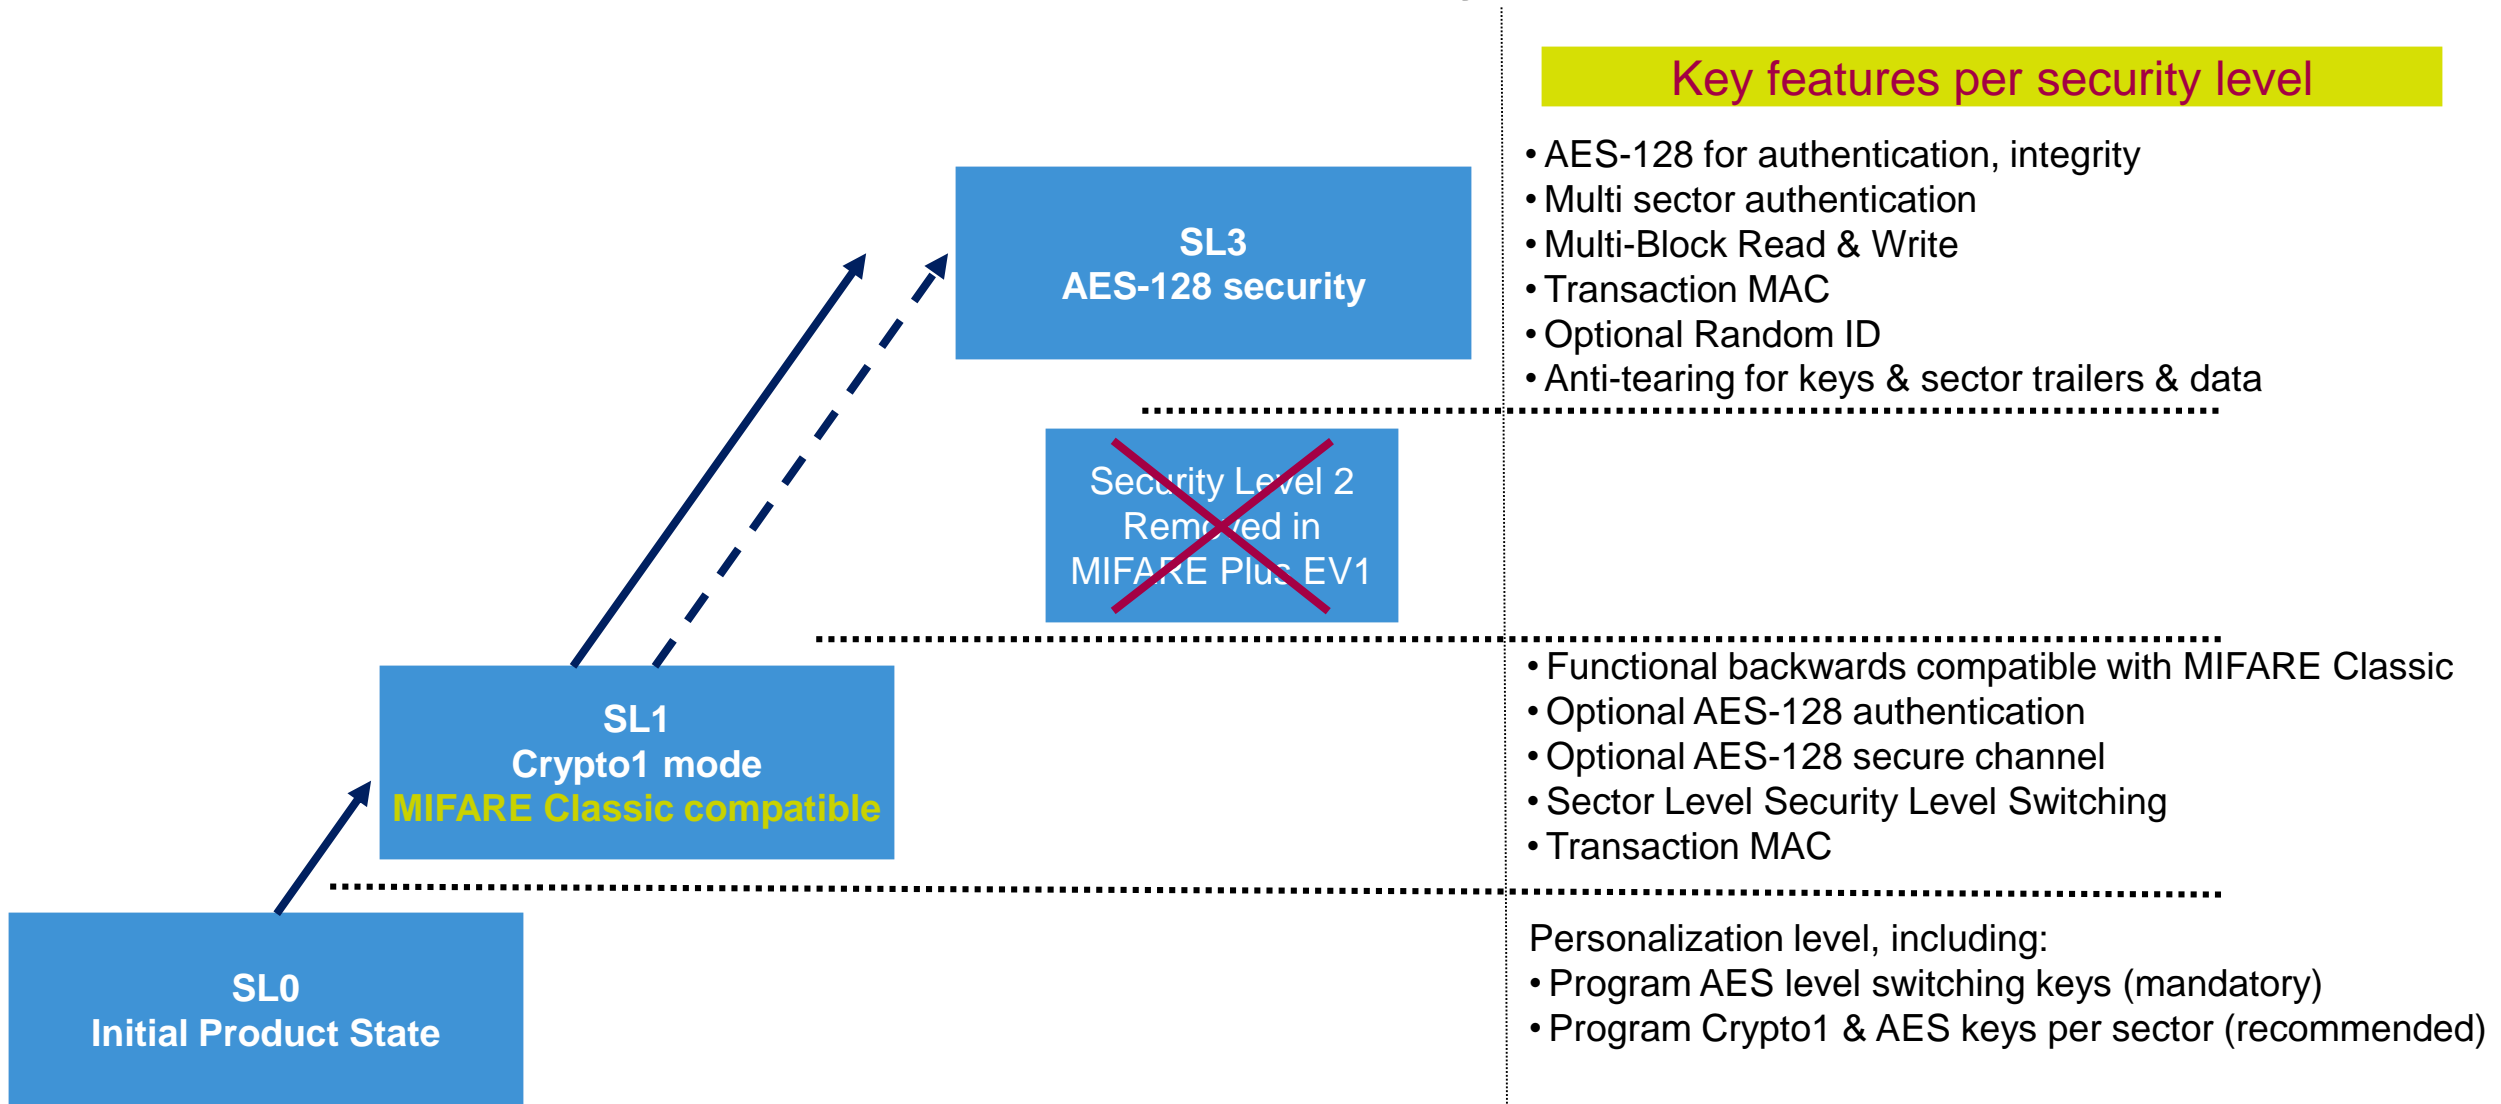 Key features per security level
• AES-128 for authentication, integrity
• Multi sector authentication
• Multi-Block Read & Write
• Transaction MAC
• Optional Random ID
• Anti-tearing for keys & sector trailers & data
SL3
AES-128 security
Security Level 2
Removed in
MIFARE Plus EV1
SL1
Crypto1 mode
MIFARE Classic compatible
• Functional backwards compatible with MIFARE Classic
• Optional AES-128 authentication
• Optional AES-128 secure channel
• Sector Level Security Level Switching
• Transaction MAC
SL0
Initial Product State
Personalization level, including:
• Program AES level switching keys (mandatory)
• Program Crypto1 & AES keys per sector (recommended)